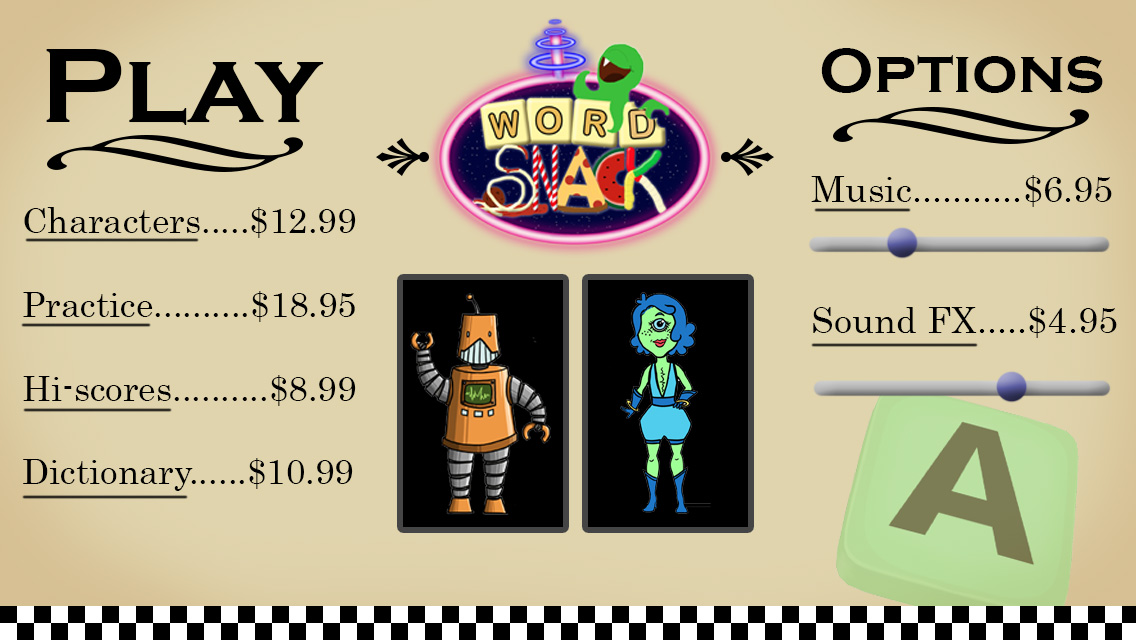 PLAY
Characters.....$12.99
Practice..........$18.95
Hi-scores..........$8.99
Dictionary......$10.99
WORD
SNACK
OPTIONS
Music...........$6.95
Sound FX.....$4.95
A